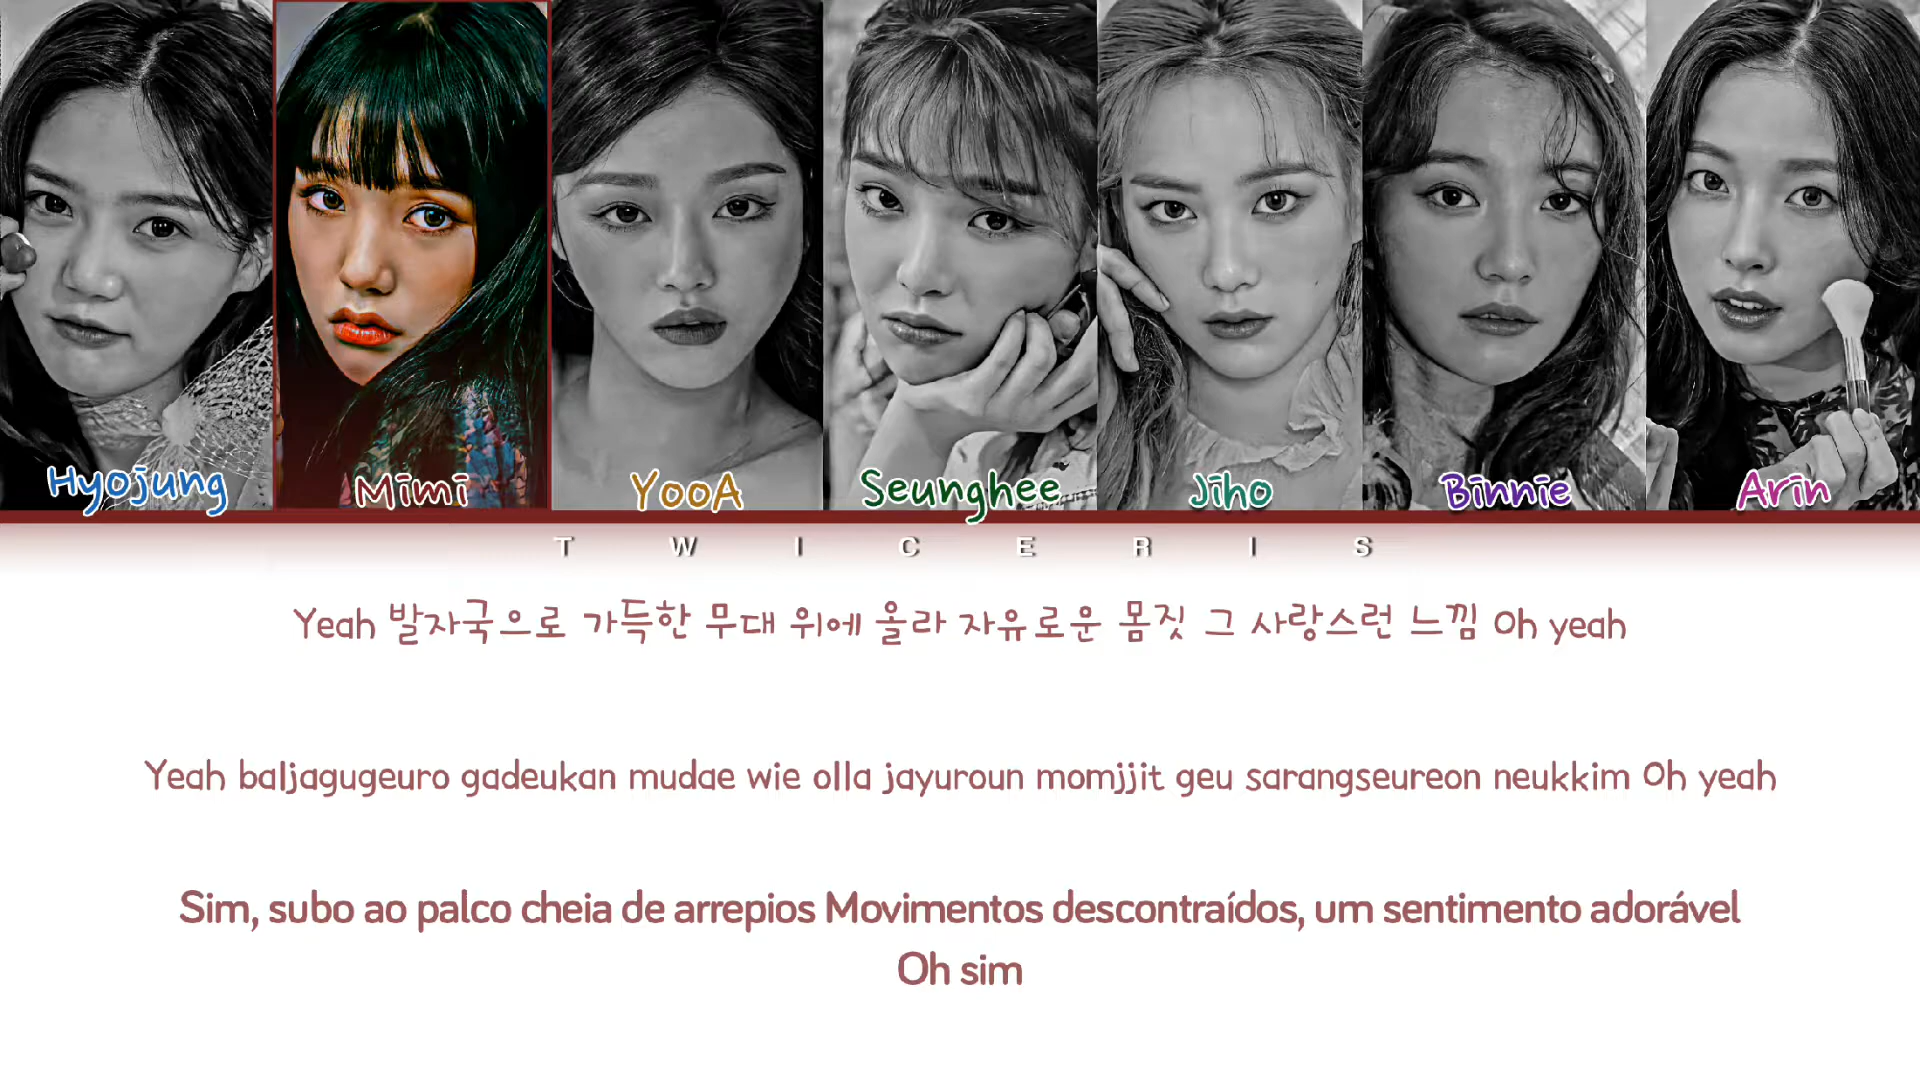 Hyojung Mimi YooA Seunghee Jiho Binnie Arin
T W I C E R I S
Yeah 발자국으로 가득한 무대 위에 올라 자유로운 몸짓 그 사랑스런 느낌 Oh yeah
Yeah baljagugeuro gadeukan mudae wie olla jayuroun momjjit geu sarangseureon neukkim Oh yeah
Sim, subo ao palco cheia de arrepios Movimentos descontraídos, um sentimento adorável
Oh sim